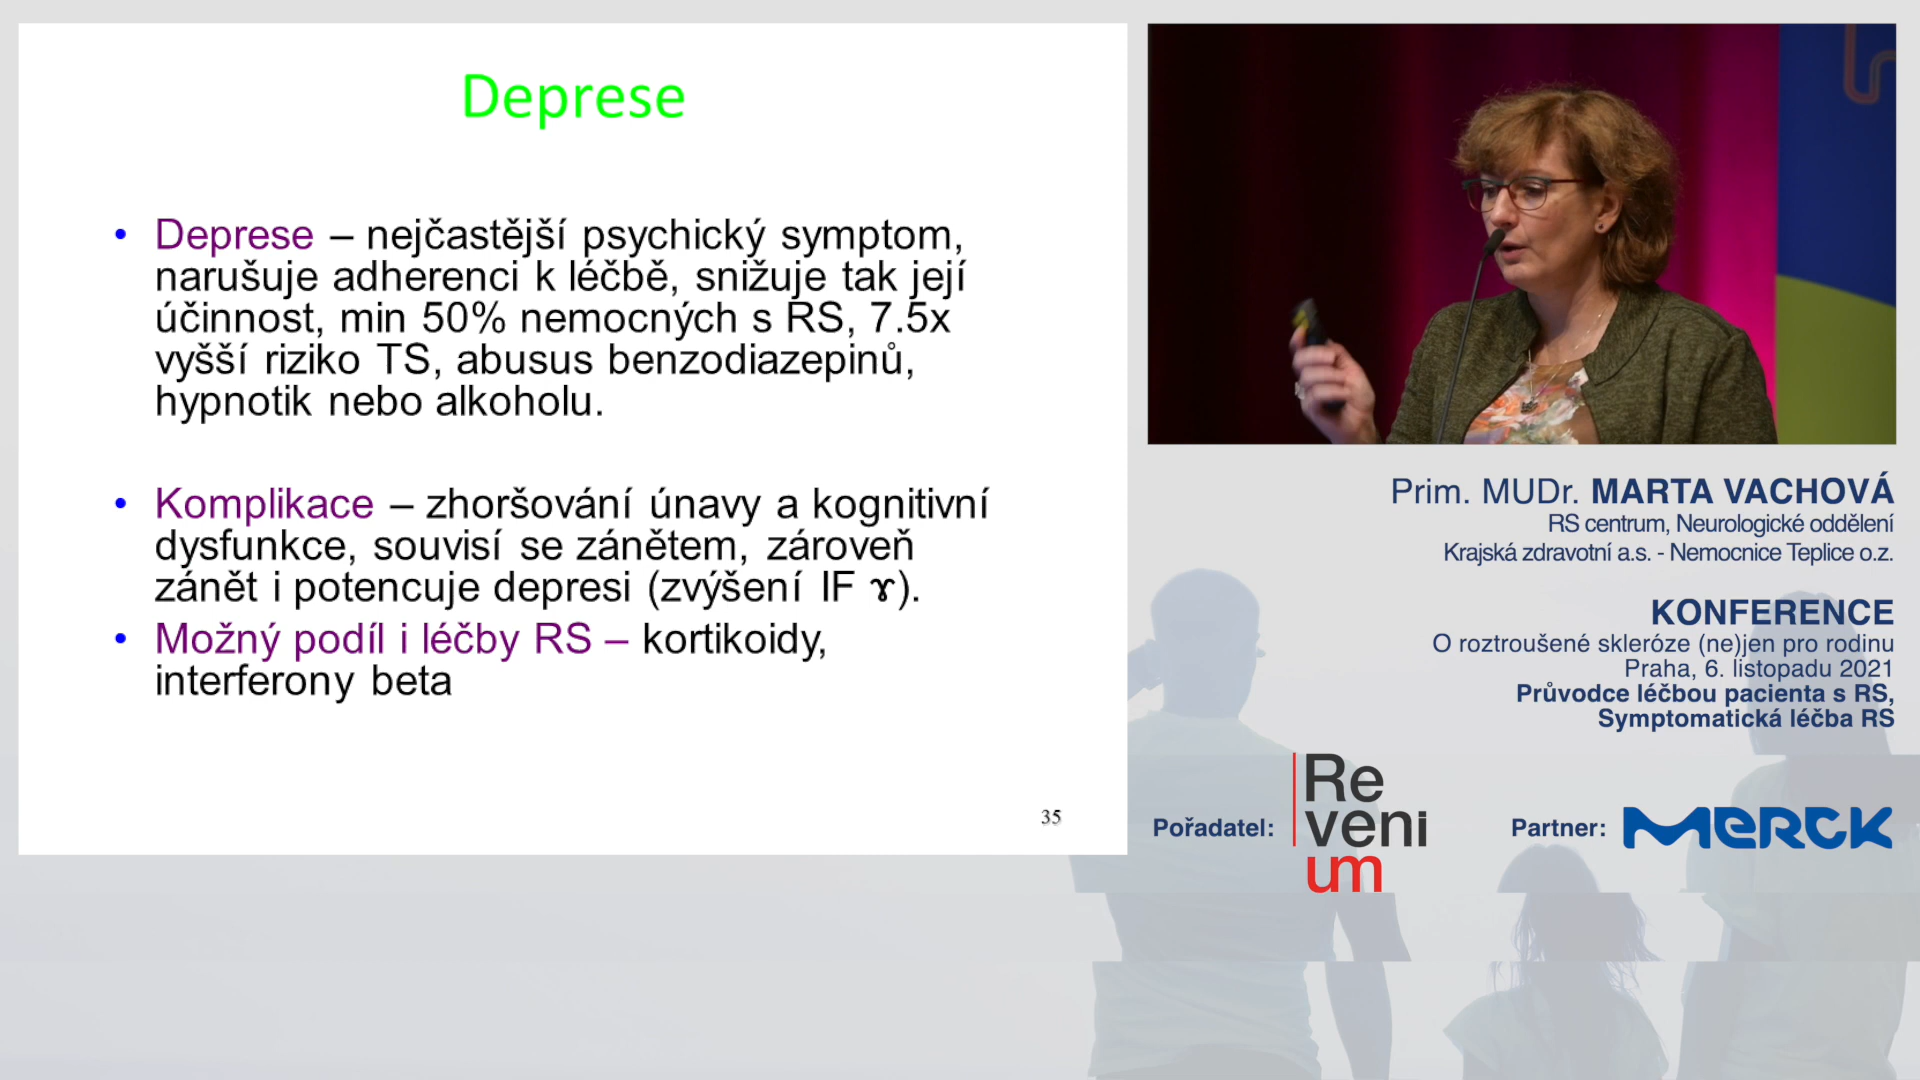 Deprese
• Deprese – nejčastější psychický symptom,
narušuje adherenci k léčbě, snižuje tak její
účinnost, min 50% nemocných s RS, 7.5x
vyšší riziko TS, abusus benzodiazepinů,
hypnotik nebo alkoholu.
• Komplikace – zhoršování únavy a kognitivní
dysfunkce, souvisí se zánětem, zároveň
zánět i potencuje depresi (zvýšení IF ɤ).
• Možný podíl i léčby RS – kortikoidy,
interferony beta
35
Prim. MUDr. MARTA VACHOVÁ
RS centrum, Neurologické oddělení
Krajská zdravotní a.s. - Nemocnice Teplice o.z.
KONFERENCE
O roztroušené skleróze (ne)jen pro rodinu
Praha, 6. listopadu 2021
Průvodce léčbou pacienta s RS,
Symptomatická léčba RS
Pořadatel:
Re
veni
um
Partner:
MERCK